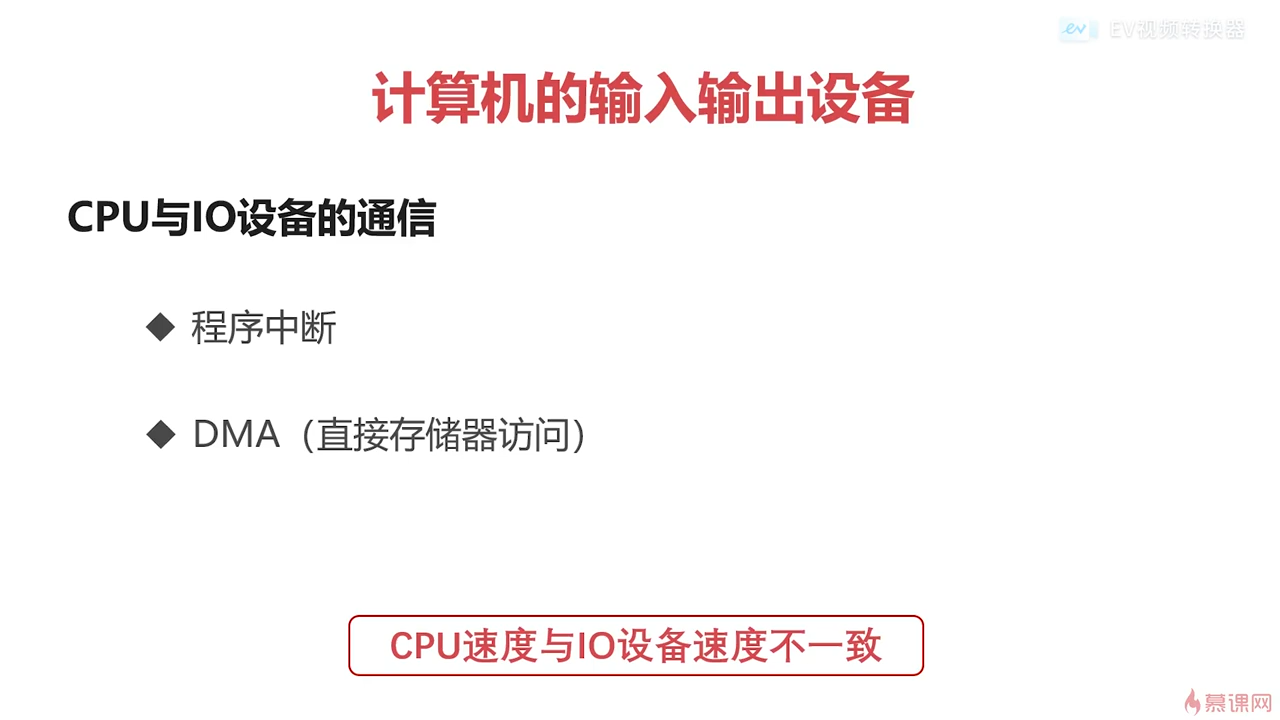 EV视频转换器
计算机的输入输出设备
CPU与IO设备的通信
◆ 程序中断
◆ DMA（直接存储器访问）
CPU速度与IO设备速度不一致
慕课网